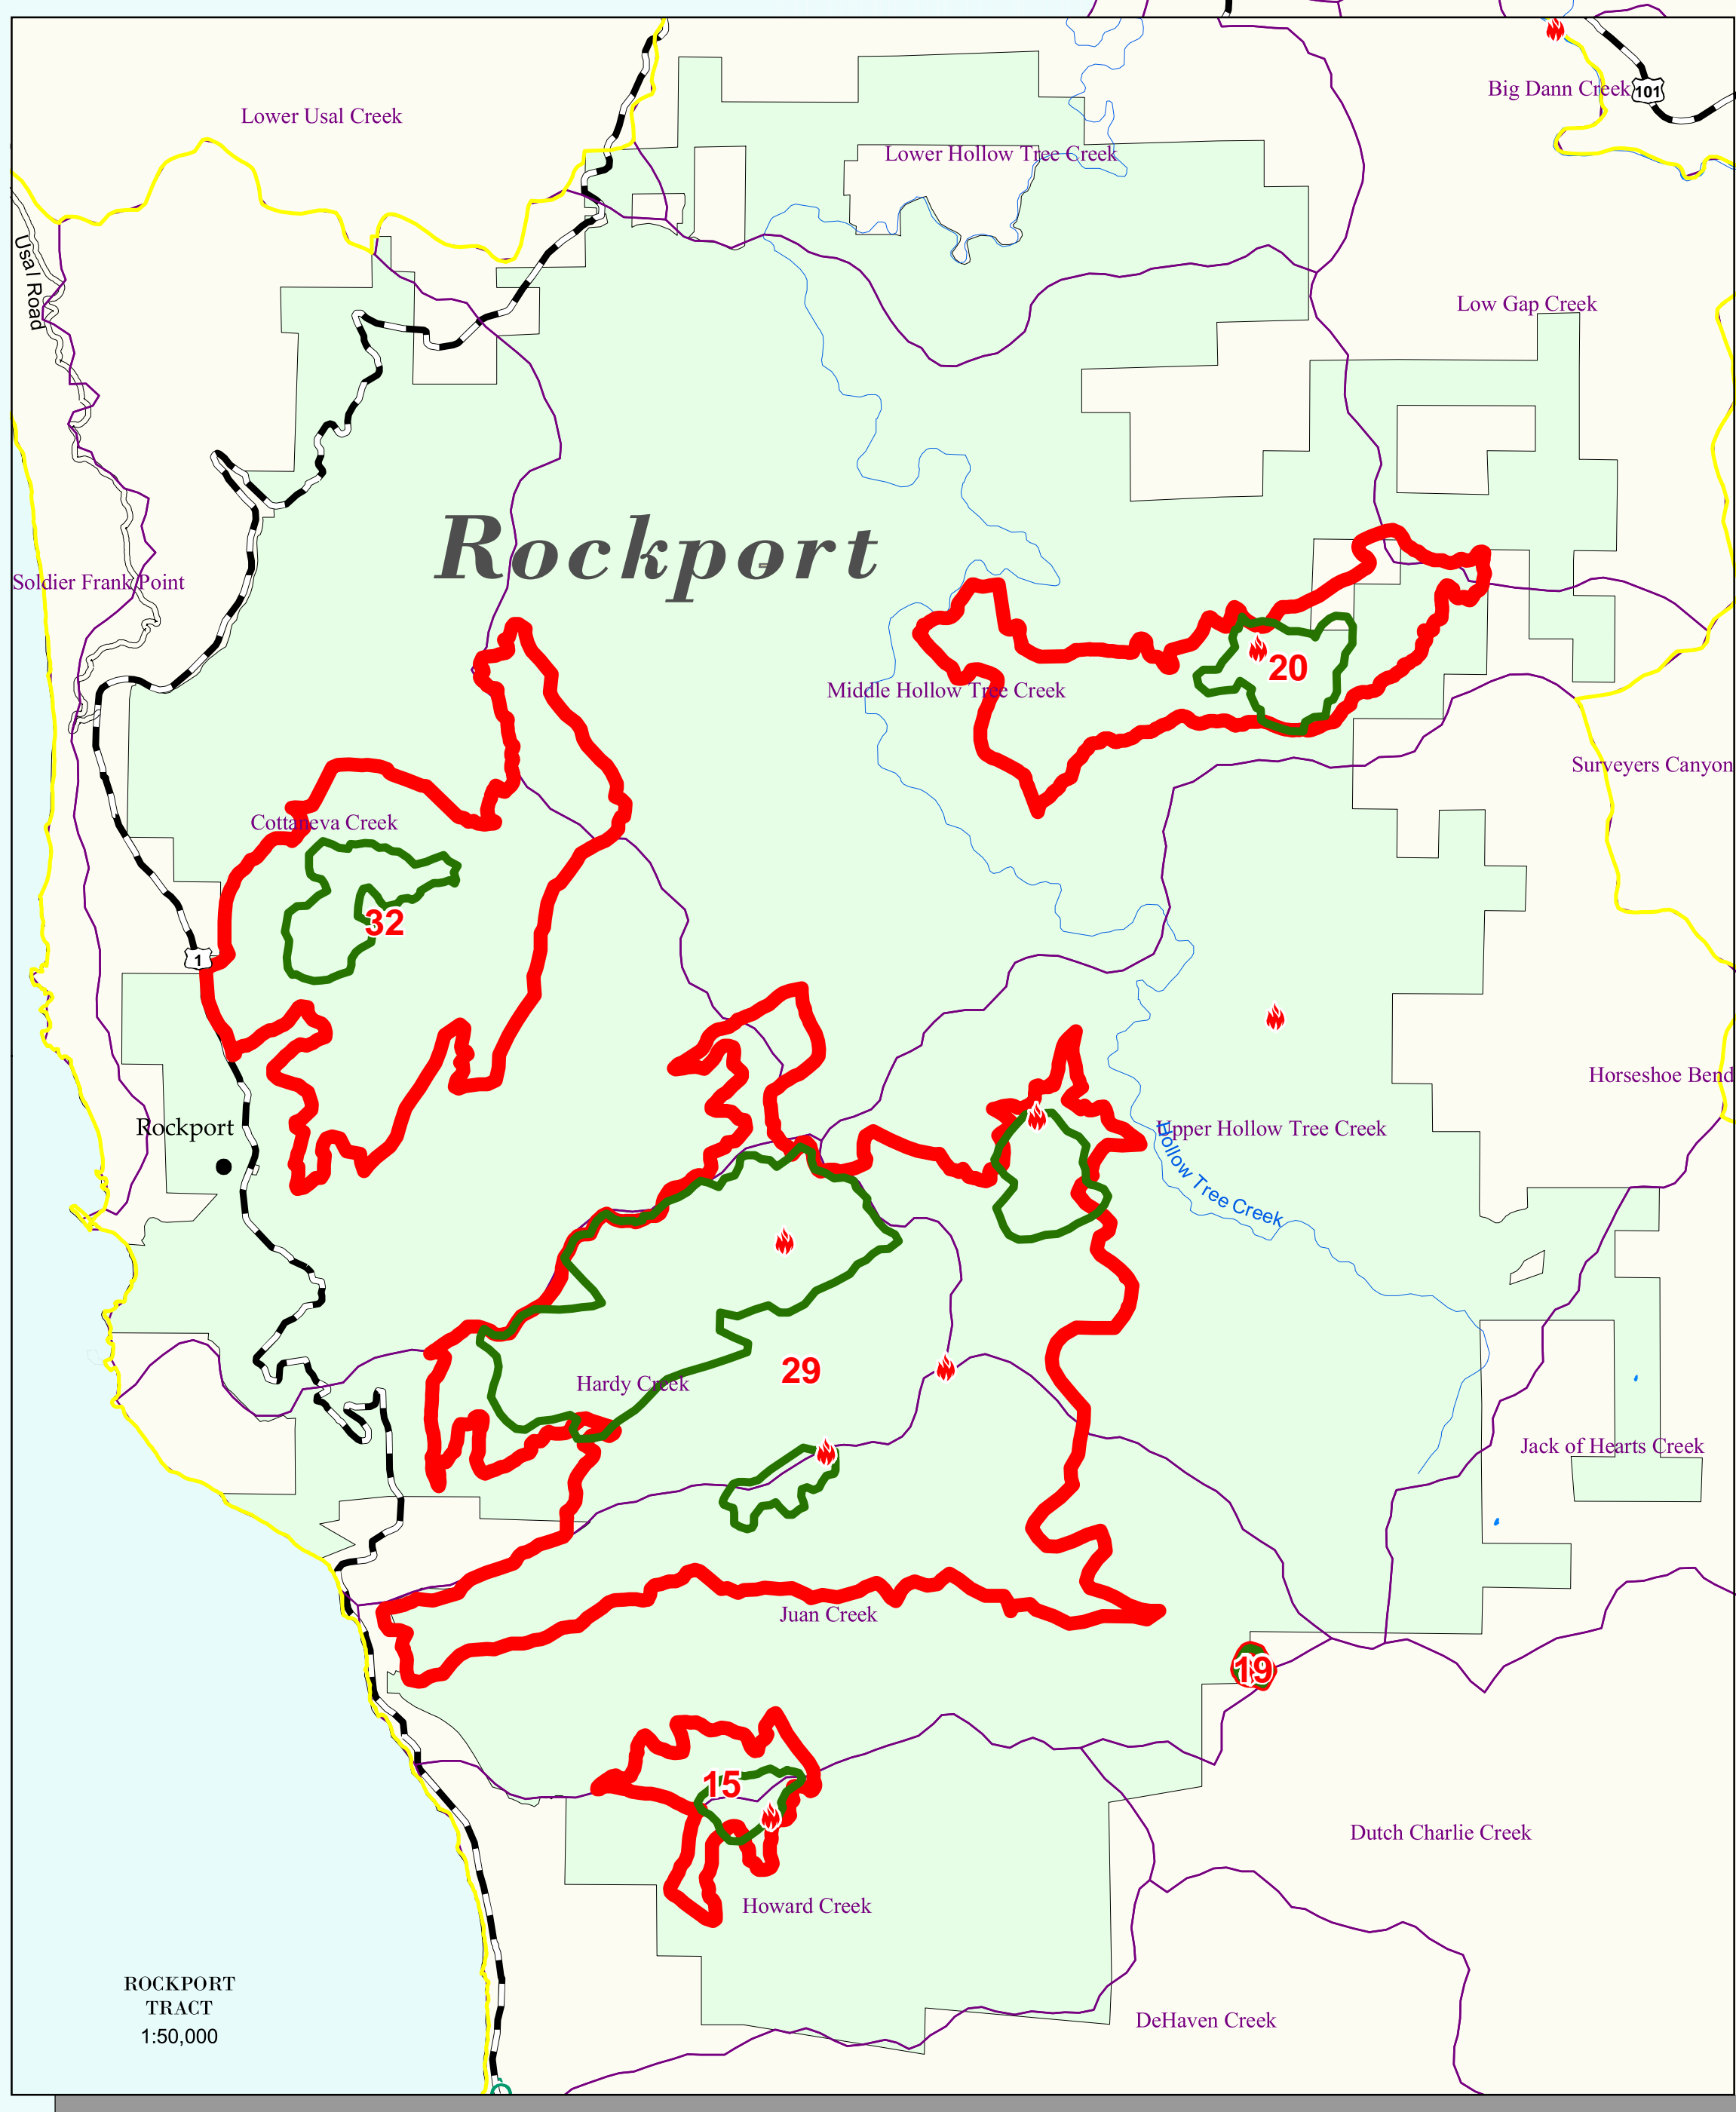 Big Dann Creek
101
Lower Usal Creek
Lower Hollow Tree Creek
Usal Road
Low Gap Creek
Rockport
Soldier Frank Point
20
Middle Hollow Tree Creek
Surveyers Canyon
Cottaneva Creek
32
1
Horseshoe Bend
Rockport
Upper Hollow Tree Creek
Hollow Tree Creek
29
Hardy Creek
Jack of Hearts Creek
Juan Creek
19
15
Dutch Charlie Creek
Howard Creek
ROCKPORT
TRACT
1:50,000
DeHaven Creek